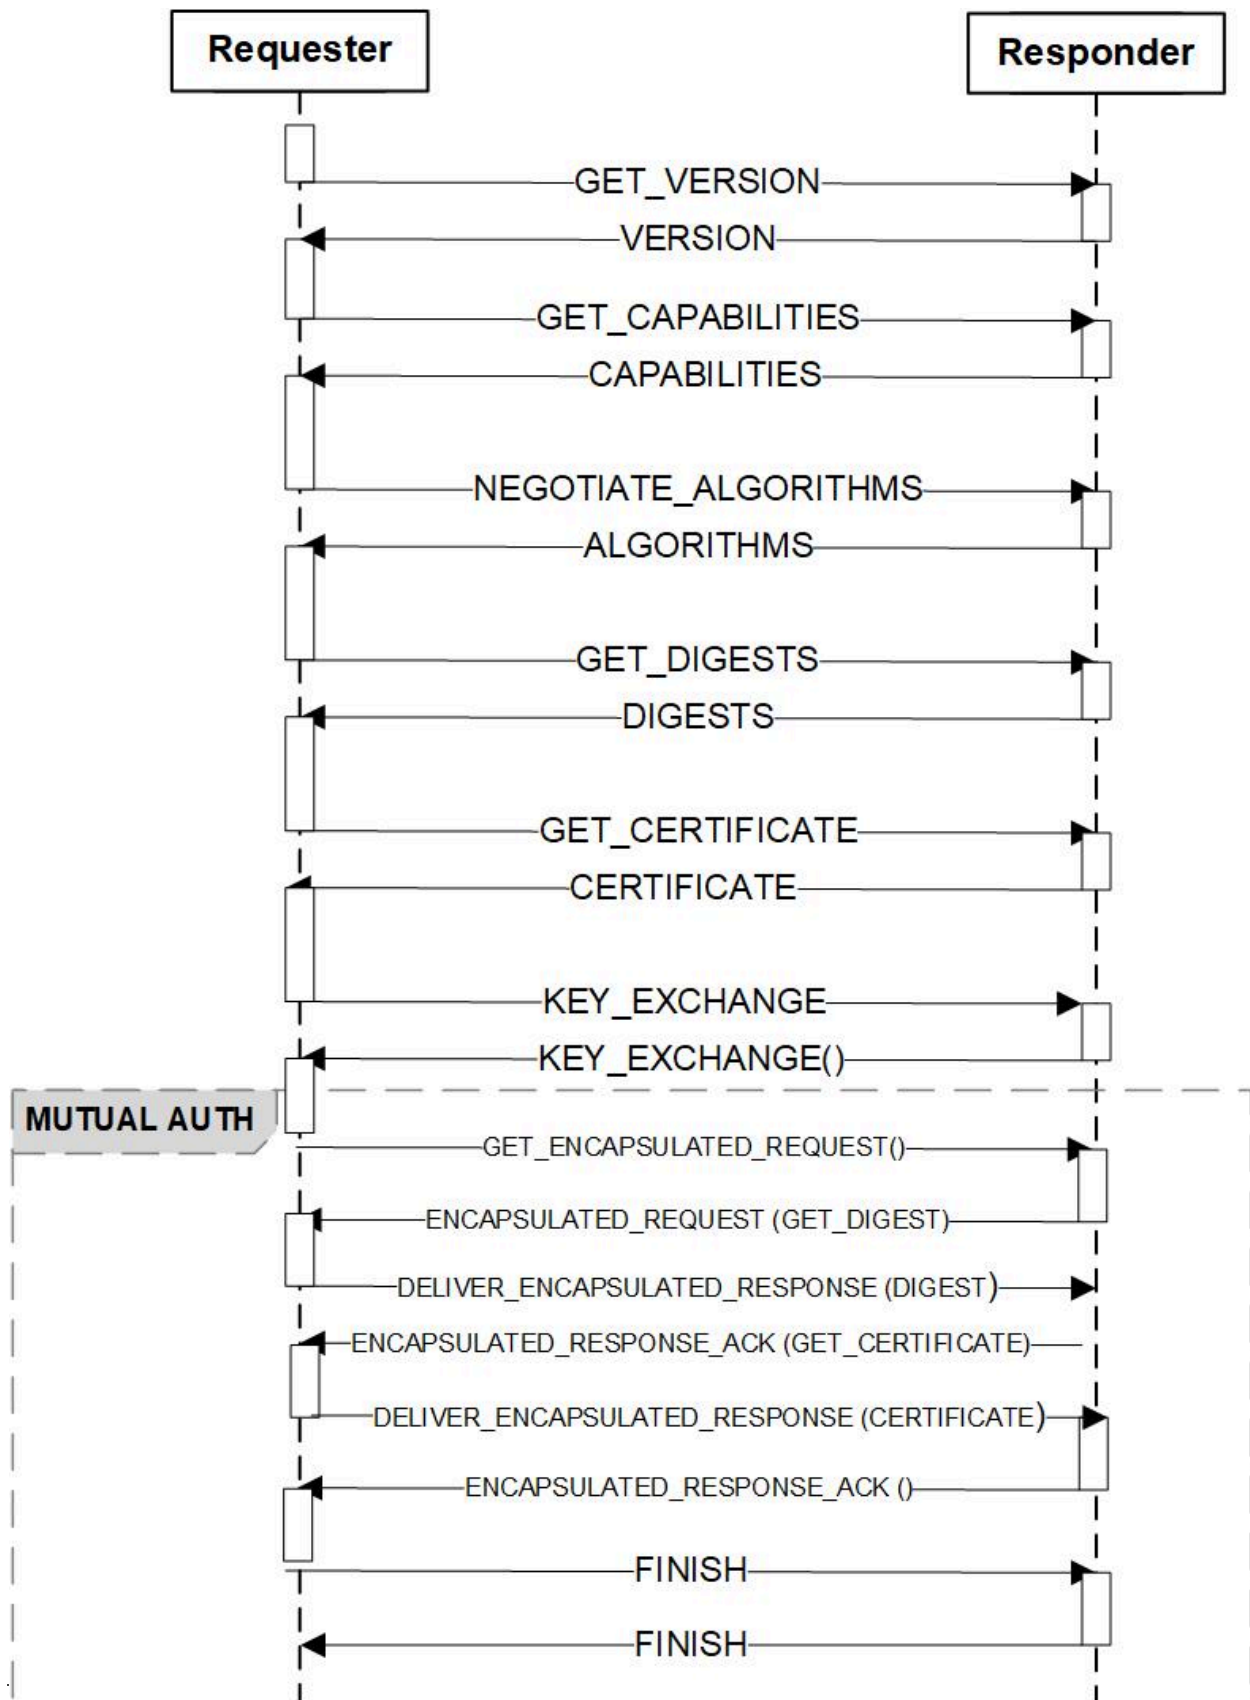 Requester
Responder
GET_VERSION
VERSION
GET_CAPABILITIES
CAPABILITIES
NEGOTIATE_ALGORITHMS
ALGORITHMS
GET_DIGESTS
DIGESTS
GET_CERTIFICATE
CERTIFICATE
KEY_EXCHANGE
KEY_EXCHANGE()
MUTUAL AUTH
GET_ENCAPSULATED_REQUEST()
ENCAPSULATED_REQUEST (GET_DIGEST)
DELIVER_ENCAPSULATED_RESPONSE (DIGEST)
ENCAPSULATED_RESPONSE_ACK (GET_CERTIFICATE)
DELIVER_ENCAPSULATED_RESPONSE (CERTIFICATE)
ENCAPSULATED_RESPONSE_ACK ()
FINISH
FINISH